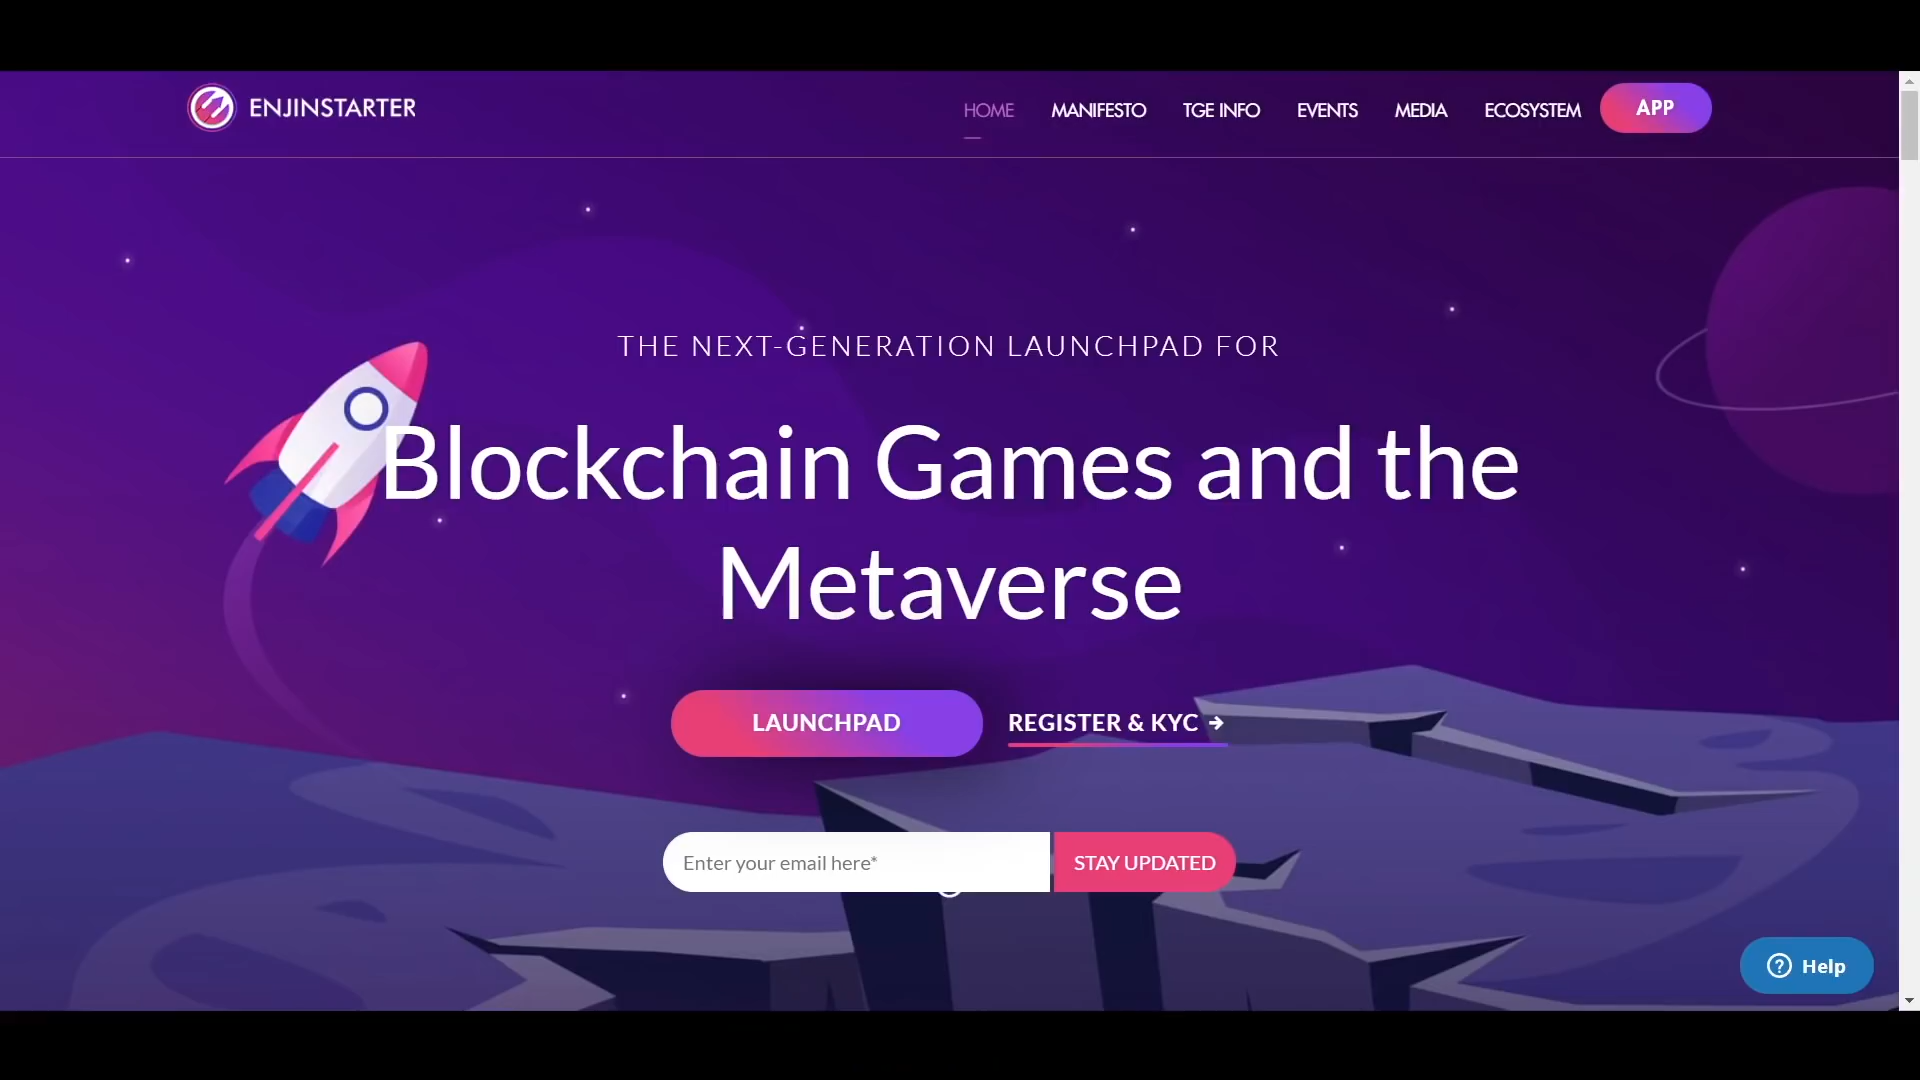 ENJINSTARTER
HOME MANIFESTO TGE INFO EVENTS MEDIA ECOSYSTEM APP
THE NEXT-GENERATION LAUNCHPAD FOR
Blockchain Games and the
Metaverse
LAUNCHPAD REGISTER & KYC →
Enter your email here* STAY UPDATED
? Help